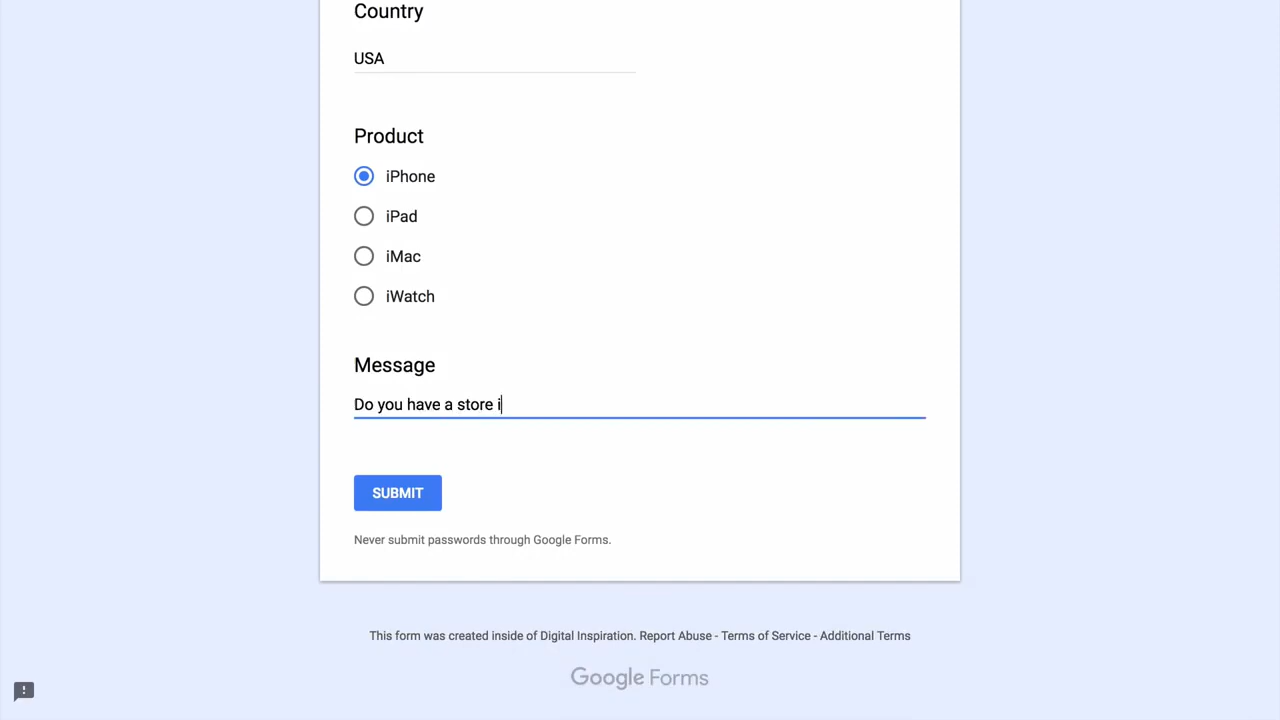 Country
USA
Product
iPhone
iPad
iMac
iWatch
Message
Do you have a store i
SUBMIT
Never submit passwords through Google Forms.
This form was created inside of Digital Inspiration. Report Abuse - Terms of Service - Additional Terms
Google Forms